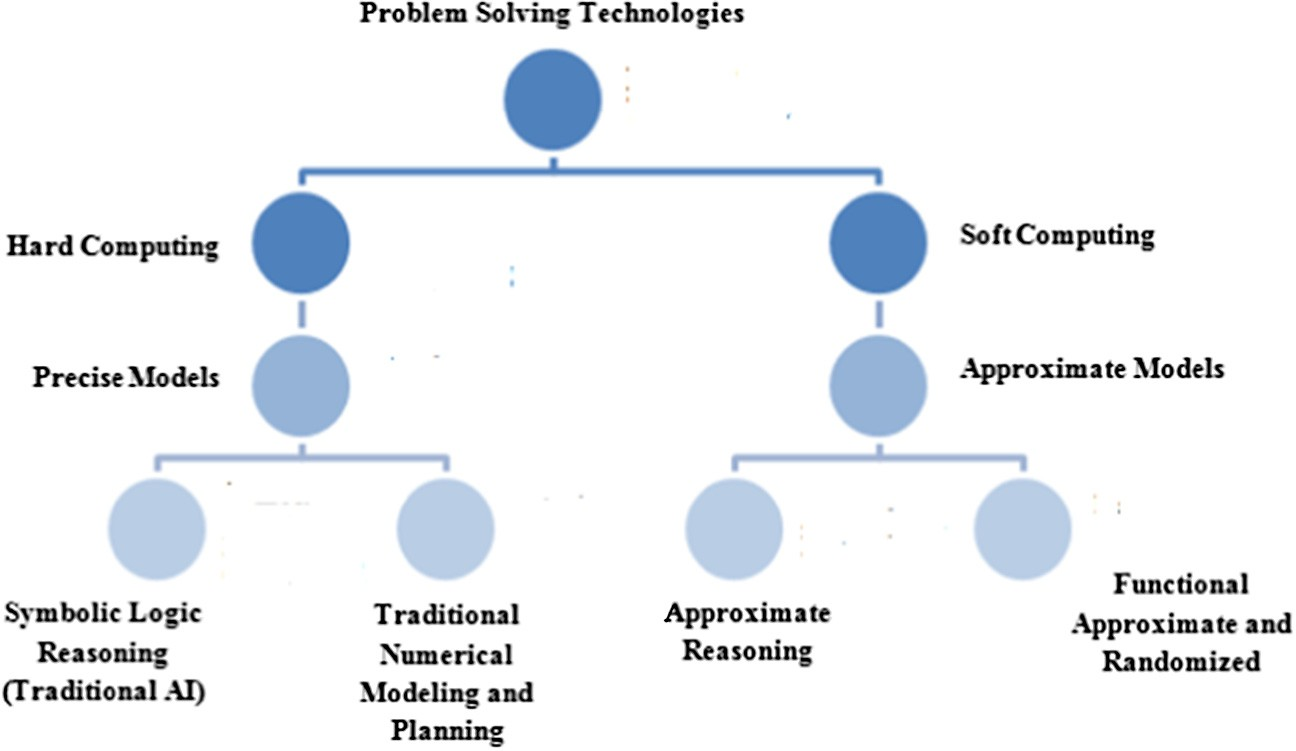 Problem Solving Technologies
Hard Computing
Soft Computing
Precise Models
Approximate Models
Symbolic Logic
Reasoning
(Traditional AI)
Traditional
Numerical
Modeling and
Planning
Approximate
Reasoning
Functional
Approximate and
Randomized